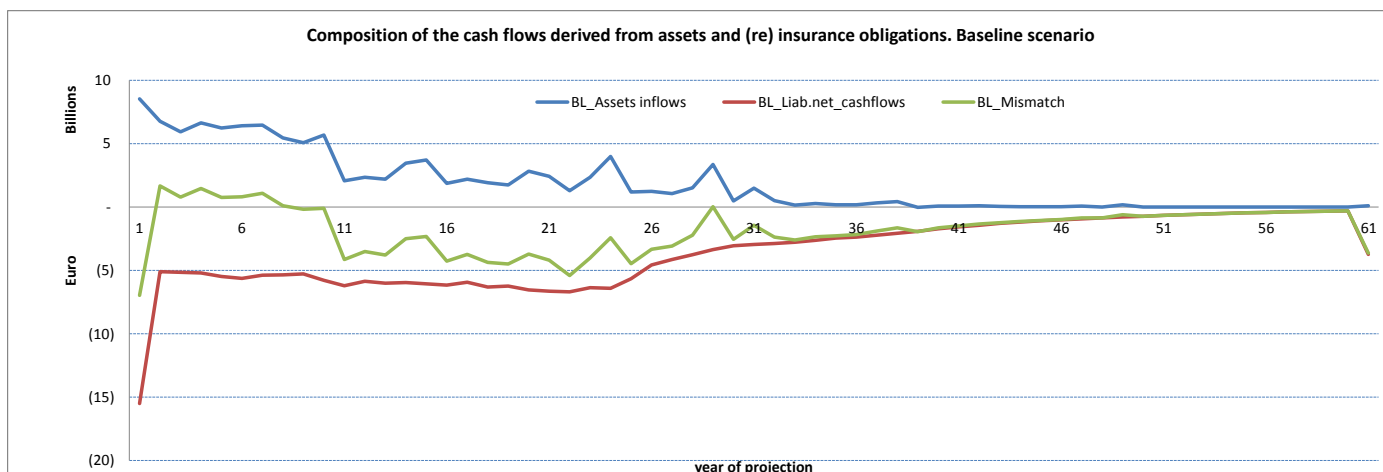 Composition of the cash flows derived from assets and (re) insurance obligations. Baseline scenario
Billions
Euro
BL_Assets inflows BL_Liab.net_cashflows BL_Mismatch
10
5
-
(5)
(10)
(15)
(20)
1 6 11 16 21 26 31 36 41 46 51 56 61
year of projection